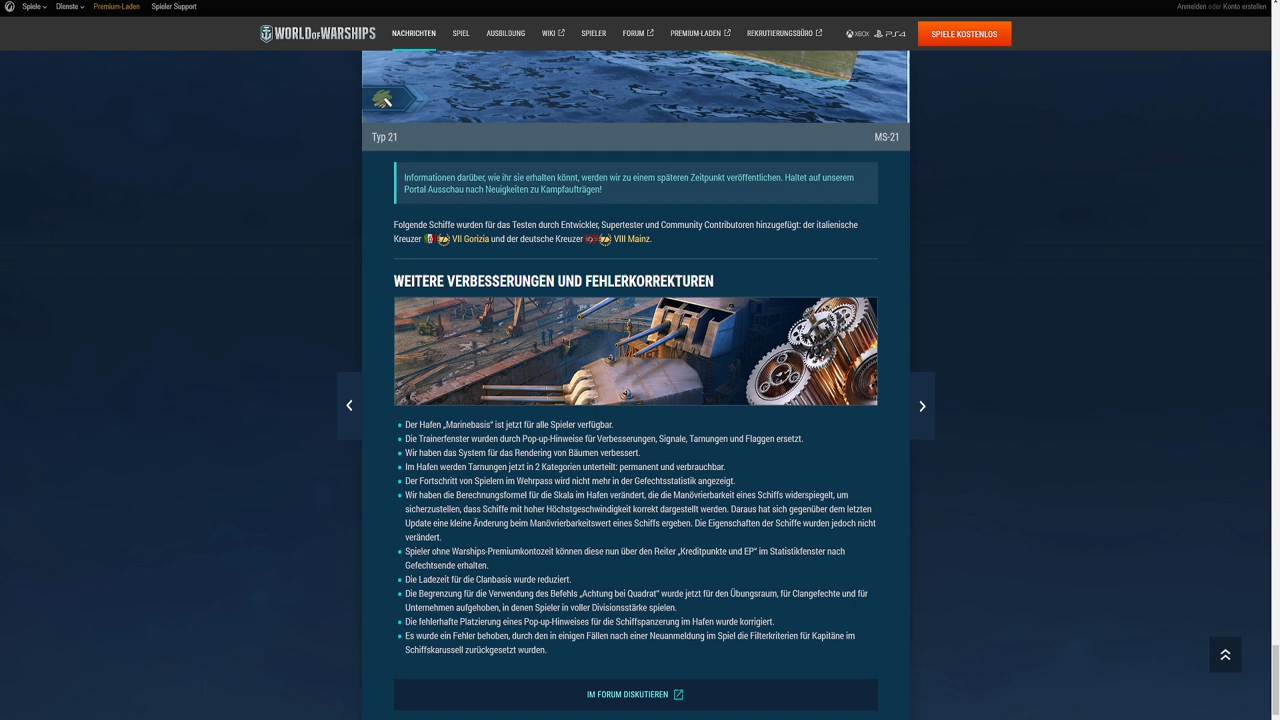 Spiele Dienste Premium-Laden Spieler Support Anmelden oder Konto erstellen
WORLD OF WARSHIPS NACHRICHTEN SPIEL AUSBILDUNG WIKI SPIELER FORUM PREMIUM-LADEN REKRUTIERUNGSBÜRO XBOX PS4 SPIELE KOSTENLOS
Typ 21 MS-21
Informationen darüber, wie ihr sie erhalten könnt, werden wir zu einem späteren Zeitpunkt veröffentlichen. Haltet auf unserem
Portal Ausschau nach Neuigkeiten zu Kampfaufträgen!
Folgende Schiffe wurden für das Testen durch Entwickler, Supertester und Community Contributoren hinzugefügt: der italienische
Kreuzer VII Gorizia und der deutsche Kreuzer VIII Mainz.
WEITERE VERBESSERUNGEN UND FEHLERKORREKTUREN
Der Hafen „Marinebasis“ ist jetzt für alle Spieler verfügbar.
Die Trainerfenster wurden durch Pop-up-Hinweise für Verbesserungen, Signale, Tarnungen und Flaggen ersetzt.
Wir haben das System für das Rendering von Bäumen verbessert.
Im Hafen werden Tarnungen jetzt in 2 Kategorien unterteilt: permanent und verbrauchbar.
Der Fortschritt von Spielern im Wehrpass wird nicht mehr in der Gefechtsstatistik angezeigt.
Wir haben die Berechnungsformel für die Skala im Hafen verändert, die die Manövrierbarkeit eines Schiffs widerspiegelt, um
sicherzustellen, dass Schiffe mit hoher Höchstgeschwindigkeit korrekt dargestellt werden. Daraus hat sich gegenüber dem letzten
Update eine kleine Änderung beim Manövrierbarkeitswert eines Schiffs ergeben. Die Eigenschaften der Schiffe wurden jedoch nicht
verändert.
Spieler ohne Warships-Premiumkontozeit können diese nun über den Reiter „Kreditpunkte und EP“ im Statistikfenster nach
Gefechtsende erhalten.
Die Ladezeit für die Clanbasis wurde reduziert.
Die Begrenzung für die Verwendung des Befehls „Achtung bei Quadrat“ wurde jetzt für den Übungsraum, für Clangefechte und für
Unternehmen aufgehoben, in denen Spieler in voller Divisionsstärke spielen.
Die fehlerhafte Platzierung eines Pop-up-Hinweises für die Schiffspanzerung im Hafen wurde korrigiert.
Es wurde ein Fehler behoben, durch den in einigen Fällen nach einer Neuanmeldung im Spiel die Filterkriterien für Kapitäne im
Schiffskarussell zurückgesetzt wurden.
IM FORUM DISKUTIEREN